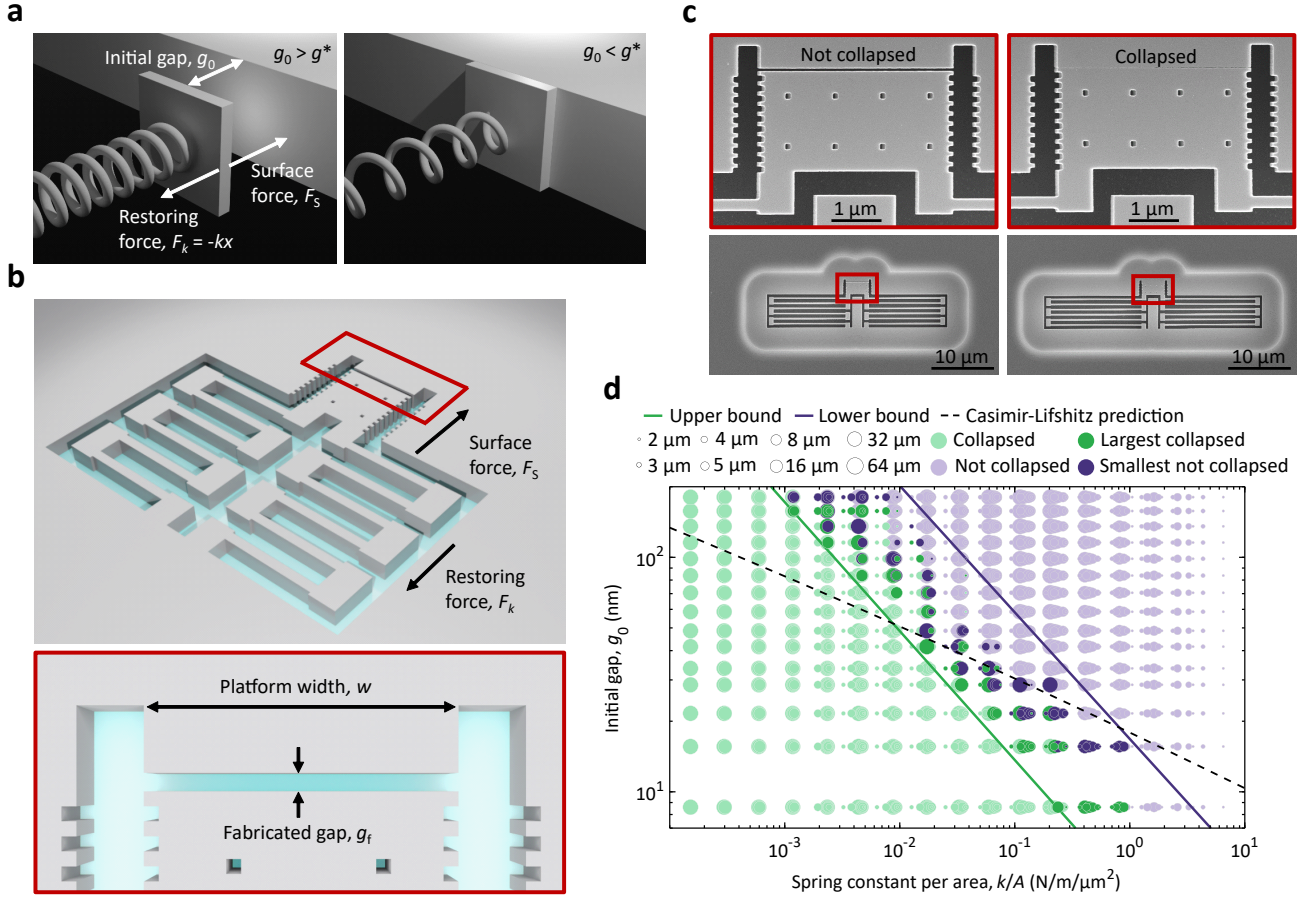 a
Initial gap, g₀
g₀ > g*
Surface
force, Fₛ
Restoring
force, Fₖ = -kx
g₀ < g*
b
Surface
force, Fₛ
Restoring
force, Fₖ
Platform width, w
Fabricated gap, g_f
c
Not collapsed
1 µm
Collapsed
1 µm
10 µm
10 µm
d
Upper bound Lower bound Casimir-Lifshitz prediction
2 µm 4 µm 8 µm 32 µm Collapsed Largest collapsed
3 µm 5 µm 16 µm 64 µm Not collapsed Smallest not collapsed
Initial gap, g₀ (nm)
10²
10¹
10⁻³ 10⁻² 10⁻¹ 10⁰ 10¹
Spring constant per area, k/A (N/m/µm²)